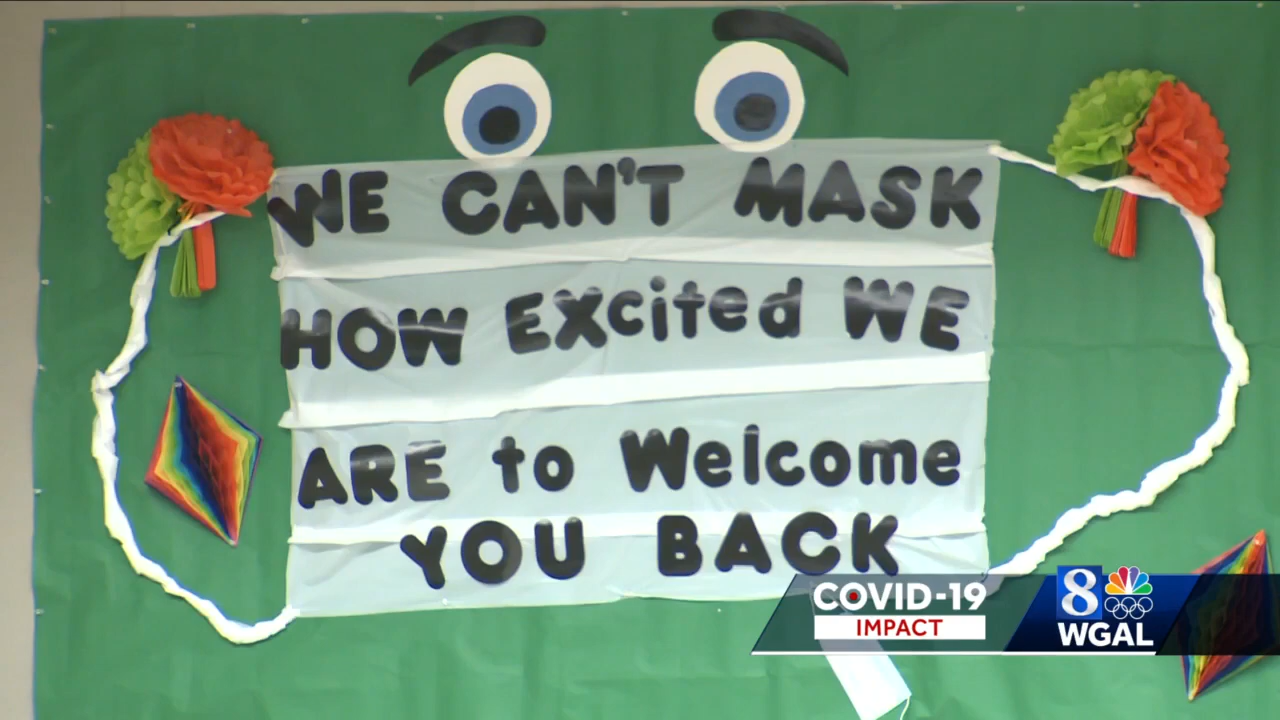 WE CAN'T MASK
HOW EXcited WE
ARE to Welcome
YOU BACK
COVID-19
IMPACT
8
WGAL